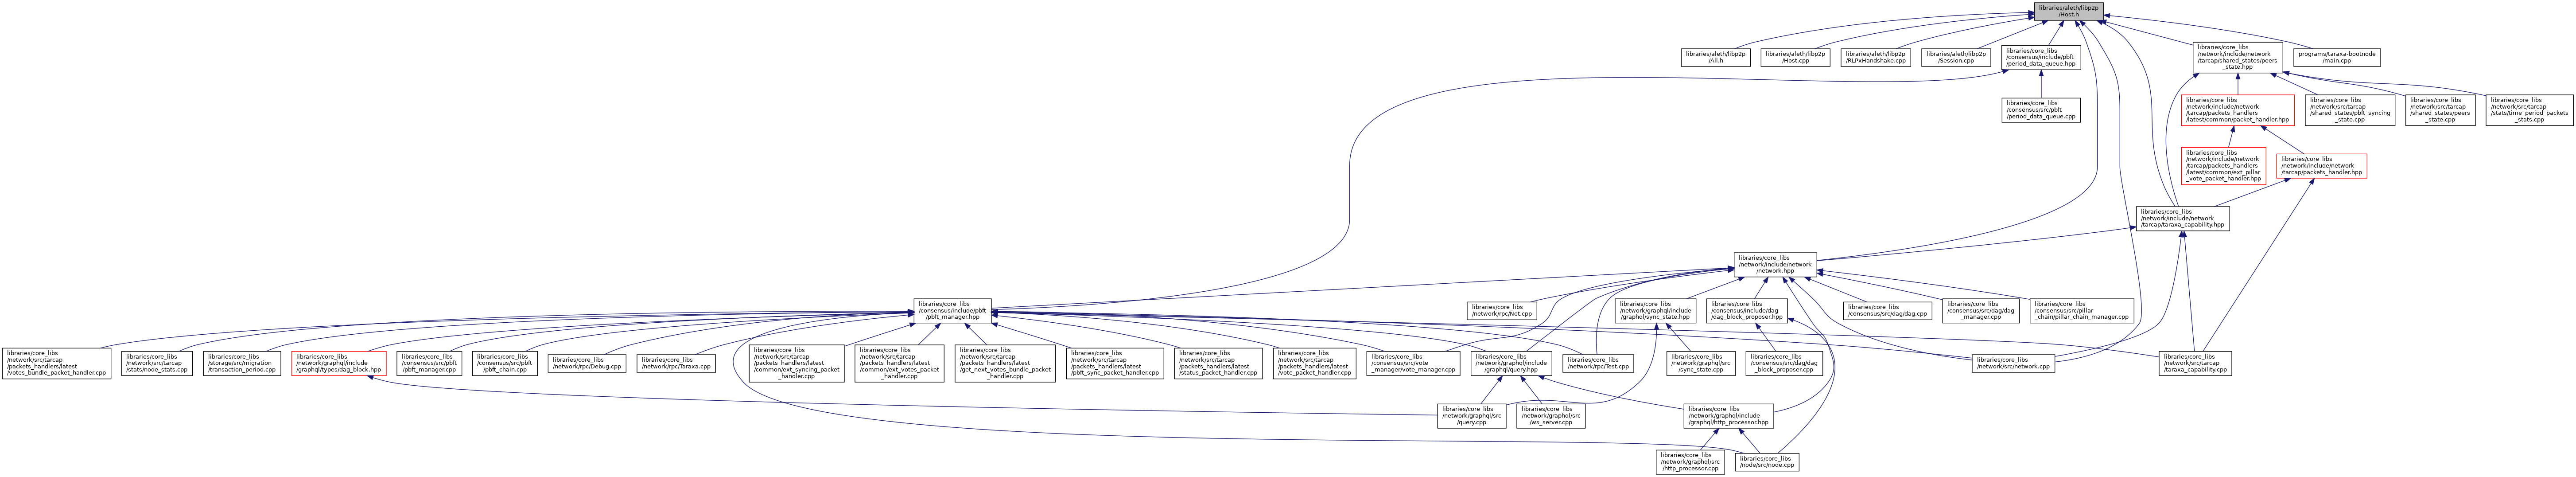 libraries/aleth/libp2p
/Host.h
libraries/aleth/libp2p
/All.h
libraries/aleth/libp2p
/Host.cpp
libraries/aleth/libp2p
/RLPxHandshake.cpp
libraries/aleth/libp2p
/Session.cpp
libraries/core_libs
/consensus/include/pbft
/period_data_queue.hpp
libraries/core_libs
/network/include/network
/tarcap/shared_states/peers
_state.hpp
programs/taraxa-bootnode
/main.cpp
libraries/core_libs
/consensus/src/pbft
/period_data_queue.cpp
libraries/core_libs
/network/include/network
/tarcap/packets_handlers
/latest/common/packet_handler.hpp
libraries/core_libs
/network/src/tarcap
/shared_states/pbft_syncing
_state.cpp
libraries/core_libs
/network/src/tarcap
/shared_states/peers
_state.cpp
libraries/core_libs
/network/src/tarcap
/stats/time_period_packets
_stats.cpp
libraries/core_libs
/network/include/network
/tarcap/packets_handlers
/latest/common/ext_pillar
_vote_packet_handler.hpp
libraries/core_libs
/network/include/network
/tarcap/packets_handler.hpp
libraries/core_libs
/network/include/network
/tarcap/taraxa_capability.hpp
libraries/core_libs
/network/include/network
/network.hpp
libraries/core_libs
/consensus/include/pbft
/pbft_manager.hpp
libraries/core_libs
/network/rpc/Net.cpp
libraries/core_libs
/network/graphql/include
/graphql/sync_state.hpp
libraries/core_libs
/consensus/include/dag
/dag_block_proposer.hpp
libraries/core_libs
/consensus/src/dag/dag.cpp
libraries/core_libs
/consensus/src/dag/dag
_manager.cpp
libraries/core_libs
/consensus/src/pillar
_chain/pillar_chain_manager.cpp
libraries/core_libs
/network/src/tarcap
/packets_handlers/latest
/votes_bundle_packet_handler.cpp
libraries/core_libs
/network/src/tarcap
/stats/node_stats.cpp
libraries/core_libs
/storage/src/migration
/transaction_period.cpp
libraries/core_libs
/network/graphql/include
/graphql/types/dag_block.hpp
libraries/core_libs
/consensus/src/pbft
/pbft_manager.cpp
libraries/core_libs
/consensus/src/pbft
/pbft_chain.cpp
libraries/core_libs
/network/rpc/Debug.cpp
libraries/core_libs
/network/rpc/Taraxa.cpp
libraries/core_libs
/network/src/tarcap
/packets_handlers/latest
/common/ext_syncing_packet
_handler.cpp
libraries/core_libs
/network/src/tarcap
/packets_handlers/latest
/common/ext_votes_packet
_handler.cpp
libraries/core_libs
/network/src/tarcap
/packets_handlers/latest
/get_next_votes_bundle_packet
_handler.cpp
libraries/core_libs
/network/src/tarcap
/packets_handlers/latest
/pbft_sync_packet_handler.cpp
libraries/core_libs
/network/src/tarcap
/packets_handlers/latest
/status_packet_handler.cpp
libraries/core_libs
/network/src/tarcap
/packets_handlers/latest
/vote_packet_handler.cpp
libraries/core_libs
/consensus/src/vote
_manager/vote_manager.cpp
libraries/core_libs
/network/graphql/include
/graphql/query.hpp
libraries/core_libs
/network/rpc/Test.cpp
libraries/core_libs
/network/graphql/src
/sync_state.cpp
libraries/core_libs
/consensus/src/dag/dag
_block_proposer.cpp
libraries/core_libs
/network/src/network.cpp
libraries/core_libs
/network/src/tarcap
/taraxa_capability.cpp
libraries/core_libs
/network/graphql/src
/query.cpp
libraries/core_libs
/network/graphql/src
/ws_server.cpp
libraries/core_libs
/network/graphql/include
/graphql/http_processor.hpp
libraries/core_libs
/network/graphql/src
/http_processor.cpp
libraries/core_libs
/node/src/node.cpp